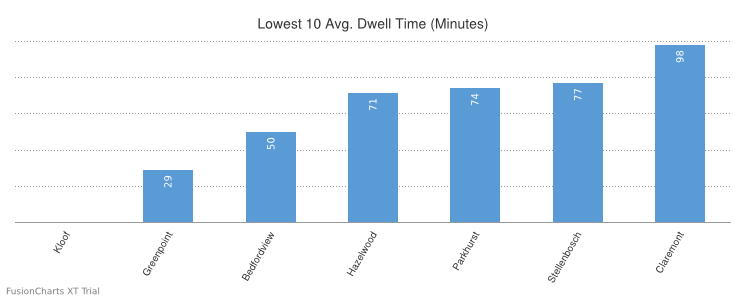 Lowest 10 Avg. Dwell Time (Minutes)
29
50
71
74
77
98
Kloof
Greenpoint
Bedfordview
Hazelwood
Parkhurst
Stellenbosch
Claremont
FusionCharts XT Trial